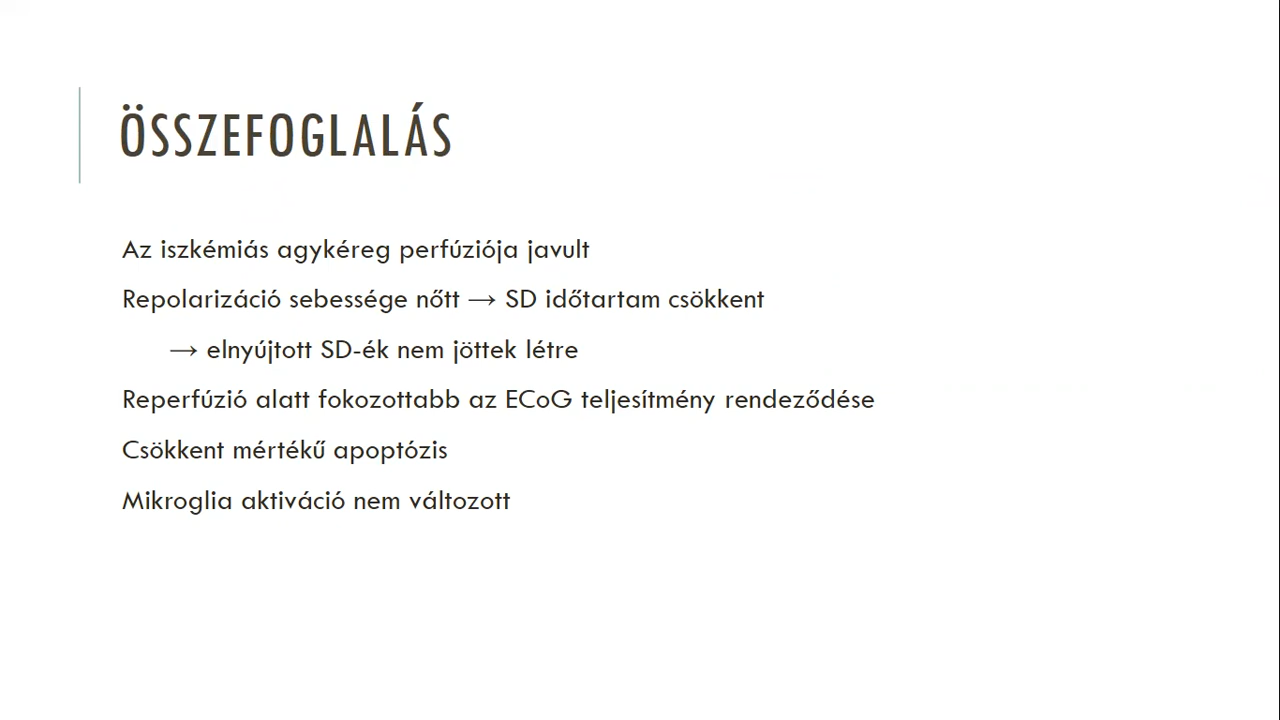 ÖSSZEFOGLALÁS
Az iszkémiás agykéreg perfúziója javult
Repolarizáció sebessége nőtt → SD időtartam csökkent
→ elnyújtott SD-ék nem jöttek létre
Reperfúzió alatt fokozottabb az ECoG teljesítmény rendeződése
Csökkent mértékű apoptózis
Mikroglia aktiváció nem változott